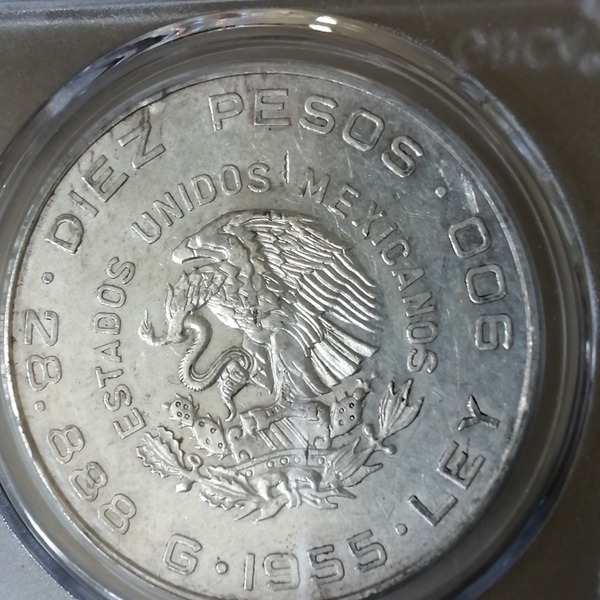 · DIEZ PESOS ·
28·888 G · 1955 · LEY 900
ESTADOS UNIDOS MEXICANOS